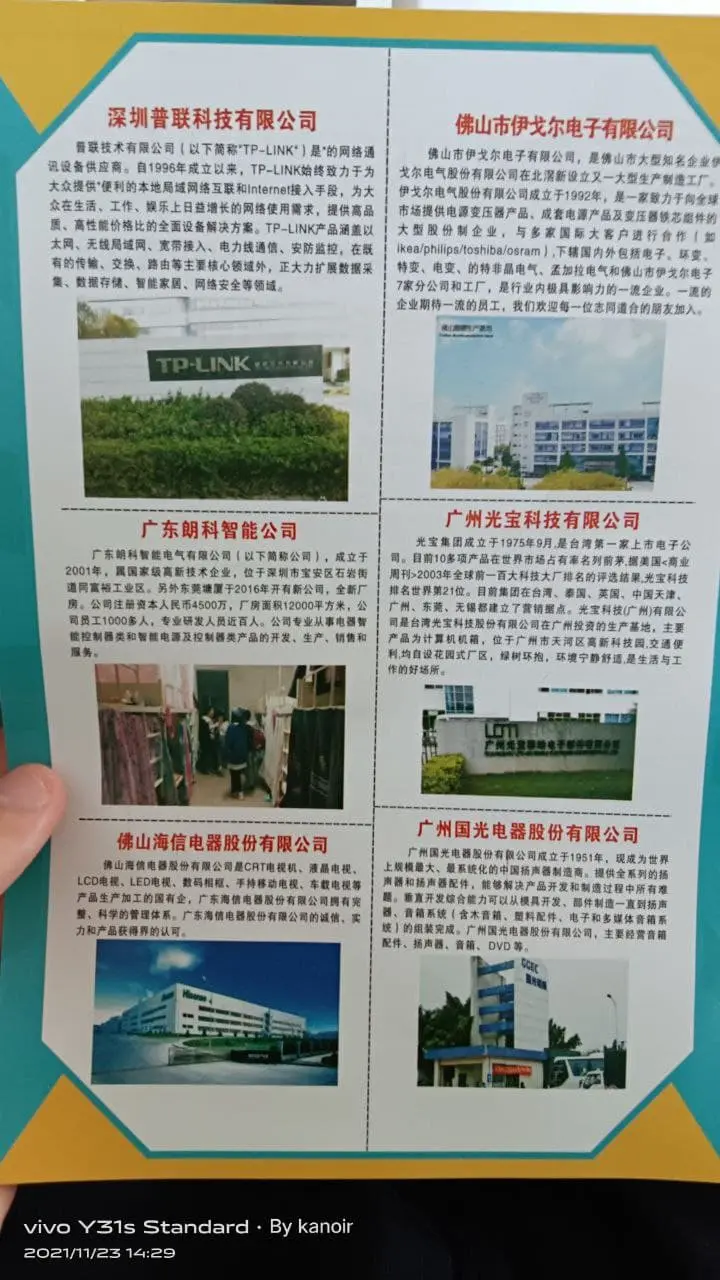 深圳普联科技有限公司
普联技术有限公司（以下简称"TP-LINK"）是"的网络通
讯设备供应商。自1996年成立以来，TP-LINK始终致力于为
大众提供"便利的本地局域网络互联和Internet接入手段，为大
众在生活、工作、娱乐上日益增长的网络使用需求，提供高品
质、高性能价格比的全面设备解决方案。TP-LINK产品涵盖以
太网、无线局域网、宽带接入、电力线通信、安防监控，在既
有的传输、交换、路由等主要核心领域外，正大力扩展数据采
集、数据存储、智能家居、网络安全等领域。
TP-LINK
广东朗科智能公司
广东朗科智能电气有限公司（以下简称公司），成立于
2001年，属国家级高新技术企业，位于深圳市宝安区石岩街
道同富裕工业区。另外东莞塘厦于2016年开有新公司，全新厂
房。公司注册资本人民币4500万，厂房面积12000平方米，公
司员工1000多人，专业研发人员近百人。公司专业从事电器智
能控制器类和智能电源及控制器类产品的开发、生产、销售和
服务。
佛山海信电器股份有限公司
佛山海信电器股份有限公司是CRT电视机、液晶电视、
LCD电视、LED电视、数码相框、手持移动电视、车载电视等
产品生产加工的国有企，广东海信电器股份有限公司拥有完
整、科学的管理体系。广东海信电器股份有限公司的诚信、实
力和产品获得界的认可。
Hisense
佛山市伊戈尔电子有限公司
佛山市伊戈尔电子有限公司，是佛山市大型知名企业伊
戈尔电气股份有限公司在北滘新设立又一大型生产制造工厂。
伊戈尔电气股份有限公司成立于1992年，是一家致力于向全球
市场提供电源变压器产品、成套电源产品及变压器铁芯组件的
大型股份制企业，与多家国际大客户进行合作（如
ikea/philips/toshiba/osram）,下辖国内外包括电子。环变、
特变、电变、的特非晶电气、孟加拉电气和佛山市伊戈尔电子
7家分公司和工厂，是行业内极具影响力的一流企业。一流的
企业期待一流的员工，我们欢迎每一位志同道合的朋友加入。
广州光宝科技有限公司
光宝集团成立于1975年9月,是台湾第一家上市电子公
司。目前10多项产品在世界市场占有率名列前茅,据美国<商业
周刊>2003年全球前一百大科技大厂排名的评选结果,光宝科技
排名世界第21位。目前集团在台湾、泰国、英国、中国天津、
广州、东莞、无锡都建立了营销据点。光宝科技(广州)有限公
司是台湾光宝科技股份有限公司在广州投资的生产基地，主要
产品为计算机机箱，位于广州市天河区高新科技园,交通便
利,均自设花园式厂区，绿树环抱，环境宁静舒适,是生活与工
作的好场所。
广州国光电器股份有限公司
广州国光电器股份有限公司成立于1951年，现成为世界
上规模最大、最系统化的中国扬声器制造商。提供全系列的扬
声器和扬声器配件，能够解决产品开发和制造过程中所有难
题。垂直开发综合能力可以从模具开发、部件制造一直到扬声
器、音箱系统（含木音箱、塑料配件、电子和多媒体音箱系
统）的组装完成。广州国光电器股份有限公司，主要经营音箱
配件、扬声器、音箱、DVD等。
GGEC
vivo Y31s Standard · By kanoir
2021/11/23 14:29